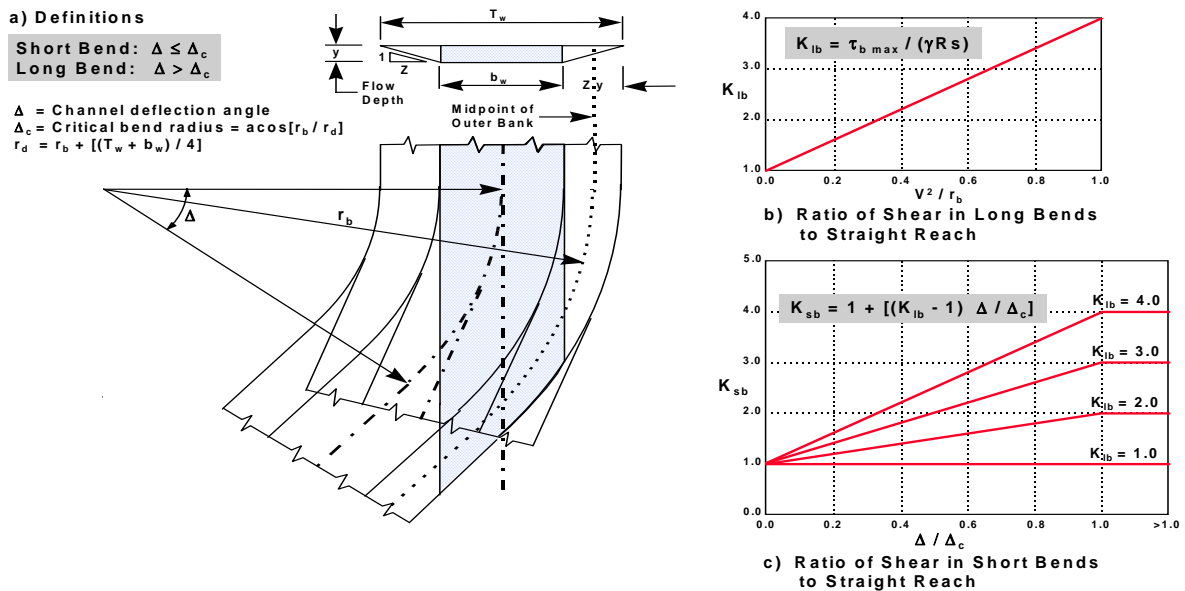 a) Definitions
Short Bend: Δ ≤ Δc
Long Bend: Δ > Δc
Δ = Channel deflection angle
Δc = Critical bend radius = acos[rb / rd]
rd = rb + [(Tw + bw) / 4]
Tw
y
1
Z
bw
Z·y
Flow
Depth
Midpoint of
Outer Bank
Δ
rb
4.0
3.0
2.0
1.0
Klb
Klb = τb max / (γRs)
0.0 0.2 0.4 0.6 0.8 1.0
V² / rb
b) Ratio of Shear in Long Bends
to Straight Reach
5.0
4.0
3.0
2.0
1.0
0.0
Ksb
Ksb = 1 + [(Klb - 1) Δ / Δc]
Klb = 4.0
Klb = 3.0
Klb = 2.0
Klb = 1.0
0.0 0.2 0.4 0.6 0.8 1.0 >1.0
Δ / Δc
c) Ratio of Shear in Short Bends
to Straight Reach